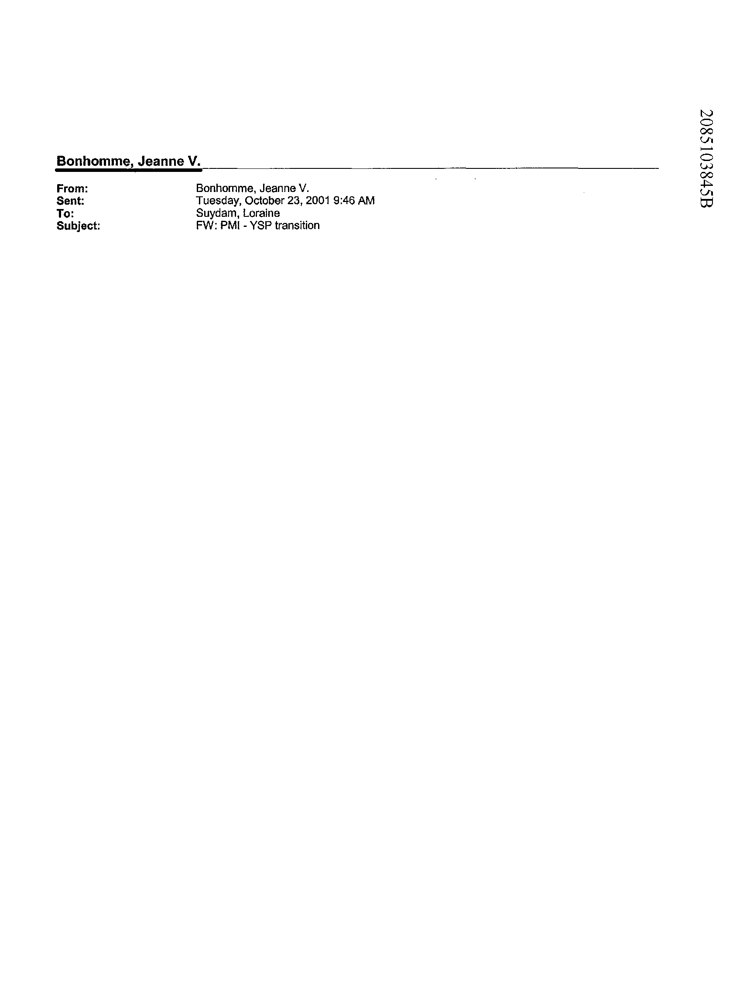 2085103845B
Bonhomme, Jeanne V.
From: Bonhomme, Jeanne V.
Sent: Tuesday, October 23, 2001 9:46 AM
To: Suydam, Loraine
Subject: FW: PMI - YSP transition